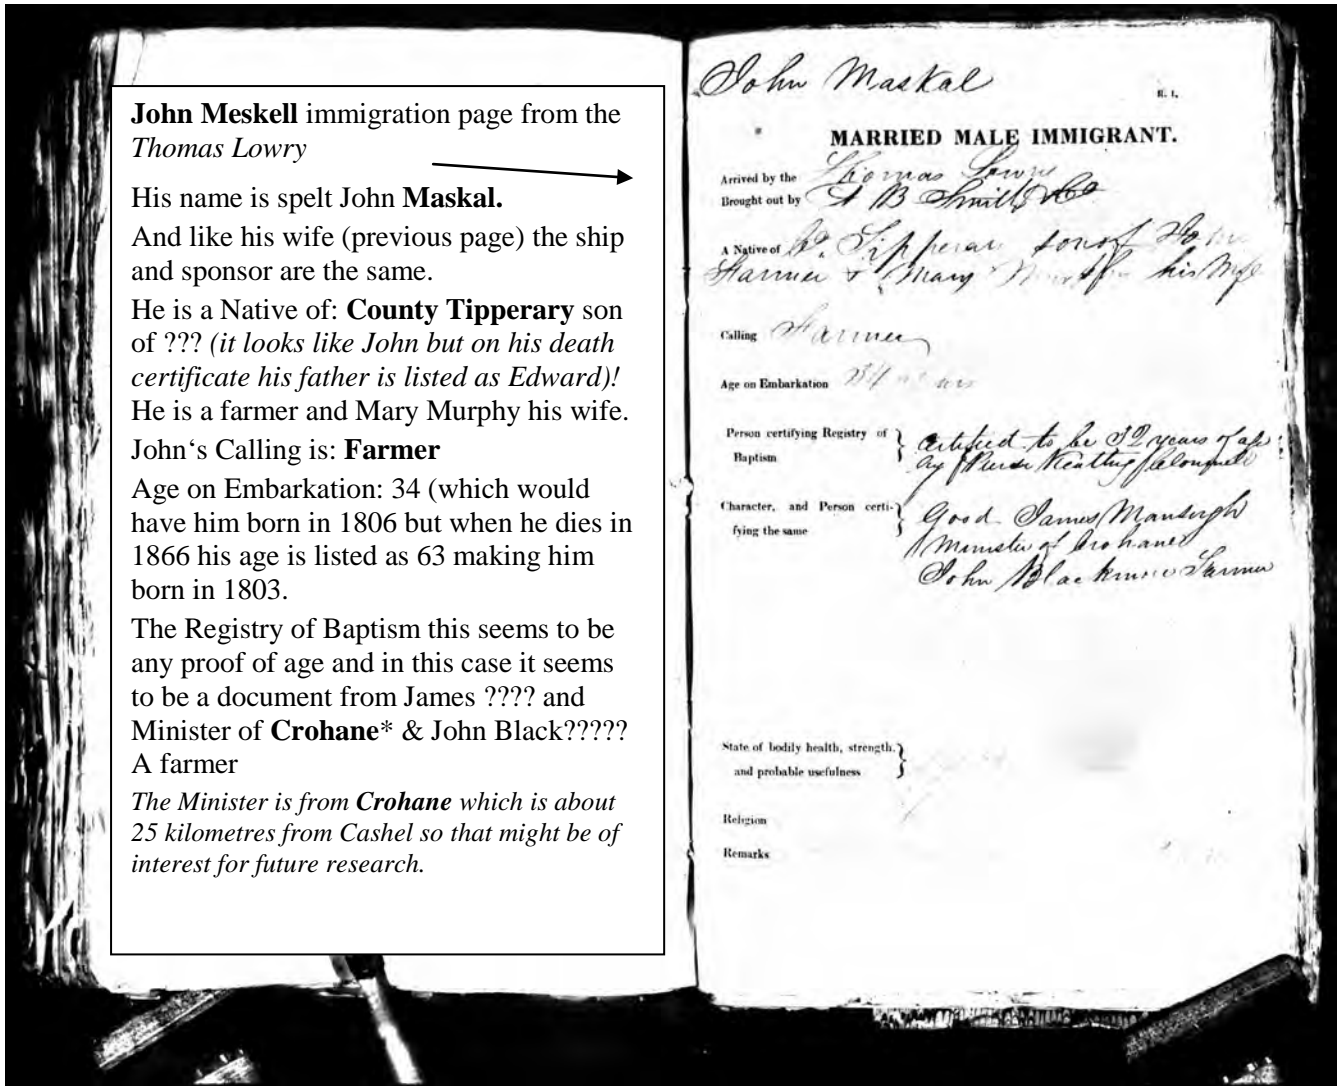 John Meskell immigration page from the
Thomas Lowry
His name is spelt John Maskal.
And like his wife (previous page) the ship
and sponsor are the same.
He is a Native of: County Tipperary son
of ??? (it looks like John but on his death
certificate his father is listed as Edward)!
He is a farmer and Mary Murphy his wife.
John‘s Calling is: Farmer
Age on Embarkation: 34 (which would
have him born in 1806 but when he dies in
1866 his age is listed as 63 making him
born in 1803.
The Registry of Baptism this seems to be
any proof of age and in this case it seems
to be a document from James ???? and
Minister of Crohane* & John Black?????
A farmer
The Minister is from Crohane which is about
25 kilometres from Cashel so that might be of
interest for future research.
John Maskal
R. 1.
MARRIED MALE IMMIGRANT.
Arrived by the Thomas Lowrie
Brought out by A B Smith & Co
A Native of Co. Tipperary son of John
Farmer & Mary his Wife
Calling Farmer
Age on Embarkation 34 years
Person certifying Registry of Baptism } Certified to be 32 years of age
by Pierse Keating
Character, and Person certifying the same } Good James Mansergh
Minister of Crohane
John Blackmore Farmer
State of bodily health, strength, and probable usefulness }
Religion
Remarks